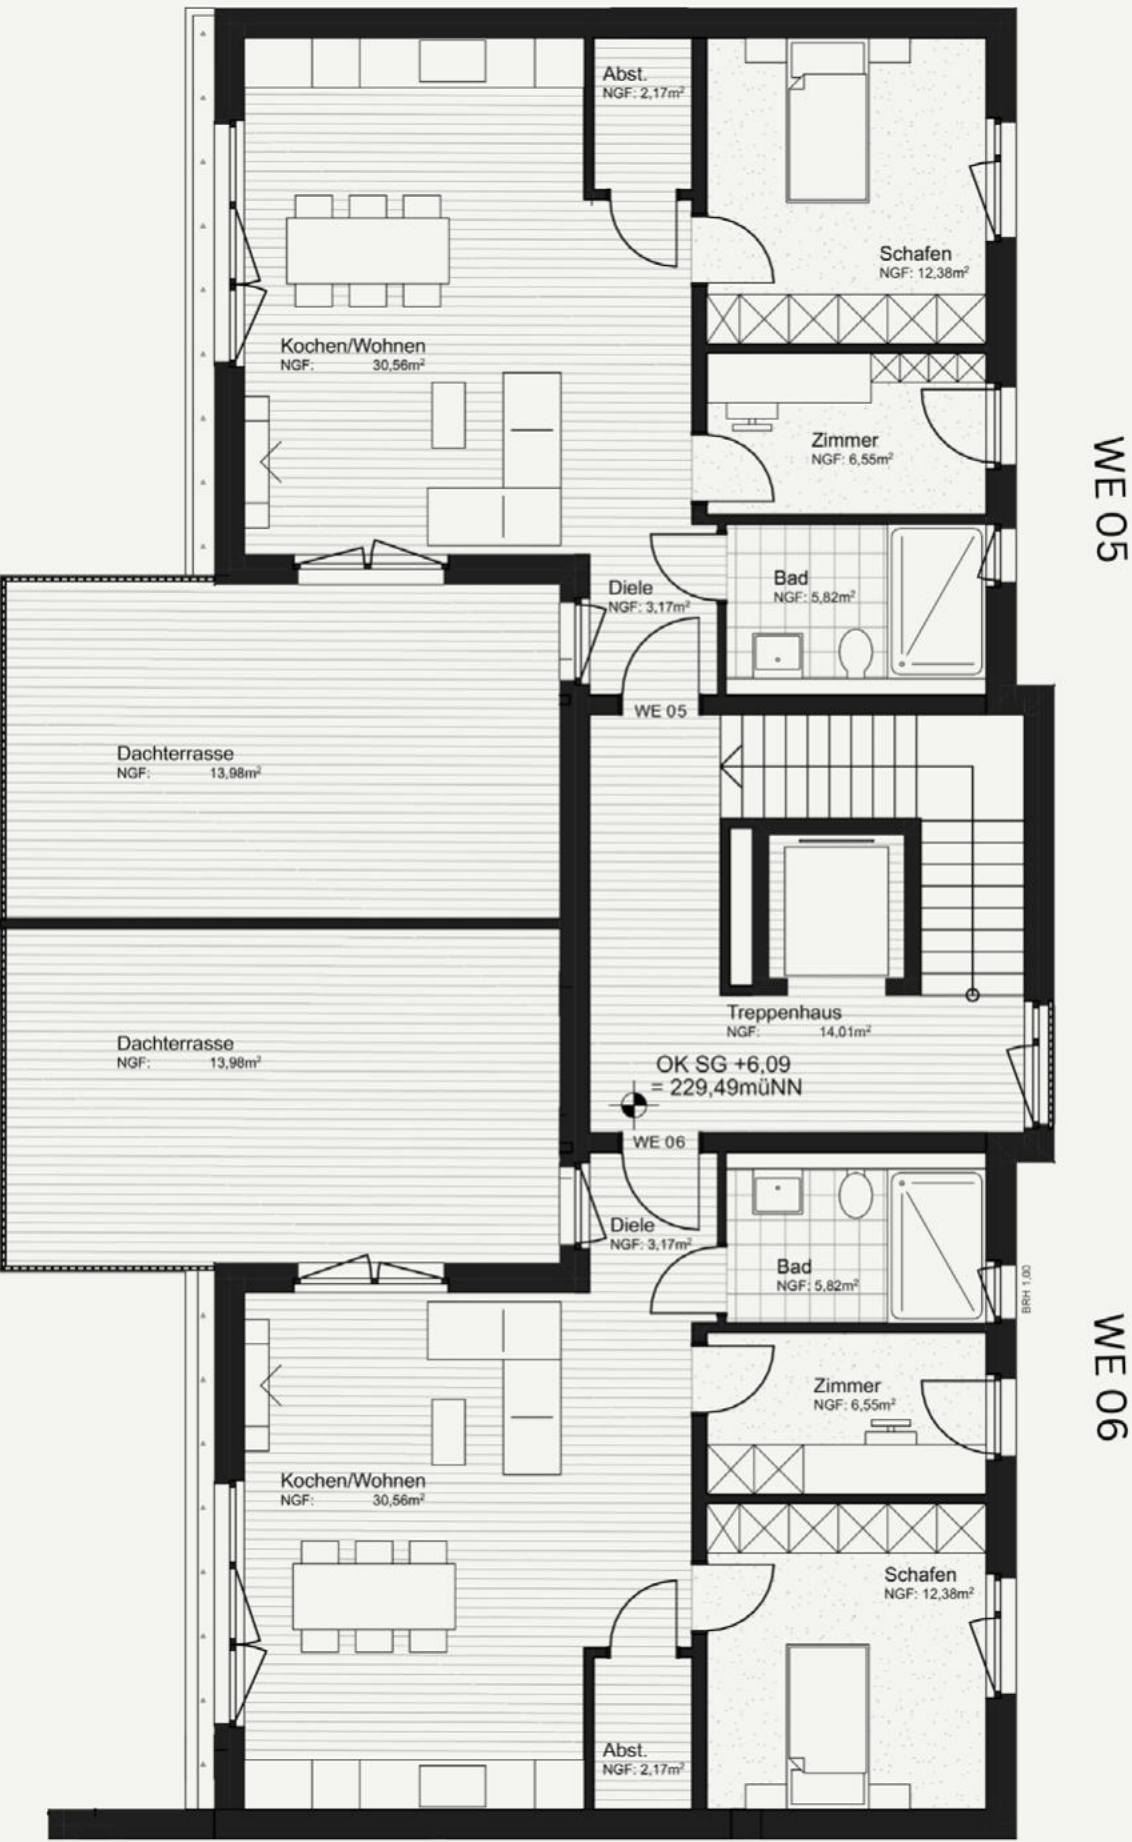 Abst.
NGF: 2,17m²
Schafen
NGF: 12,38m²
Kochen/Wohnen
NGF: 30,56m²
Zimmer
NGF: 6,55m²
WE 05
Diele
NGF: 3,17m²
Bad
NGF: 5,82m²
WE 05
Dachterrasse
NGF: 13,98m²
Treppenhaus
NGF: 14,01m²
Dachterrasse
NGF: 13,98m²
OK SG +6,09
= 229,49müNN
WE 06
Diele
NGF: 3,17m²
Bad
NGF: 5,82m²
BRH 1,00
WE 06
Zimmer
NGF: 6,55m²
Kochen/Wohnen
NGF: 30,56m²
Schafen
NGF: 12,38m²
Abst.
NGF: 2,17m²